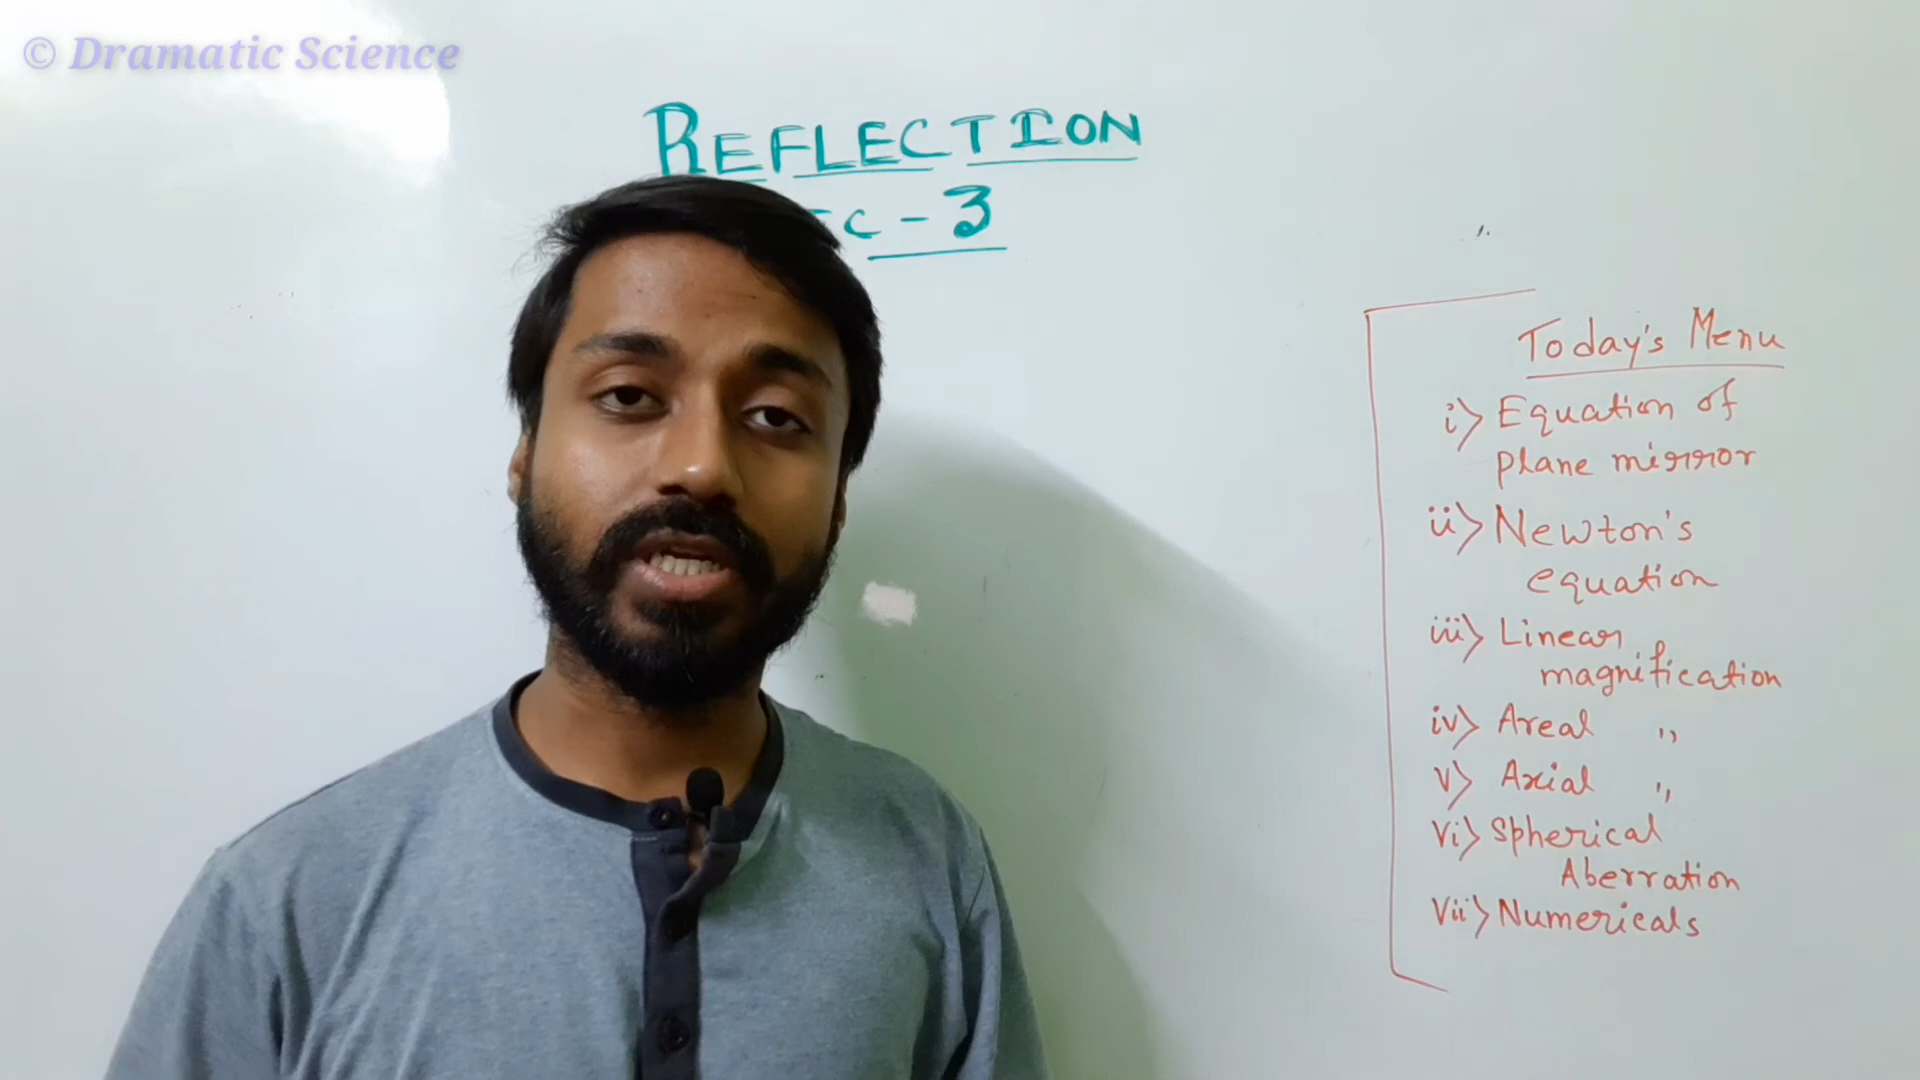 © Dramatic Science
REFLECTION
EC - 3
Today's Menu
i) Equation of
plane mirror
ii) Newton's
equation
iii) Linear
magnification
iv) Areal ,,
v) Axial ,,
vi) Spherical
Aberration
vii) Numericals